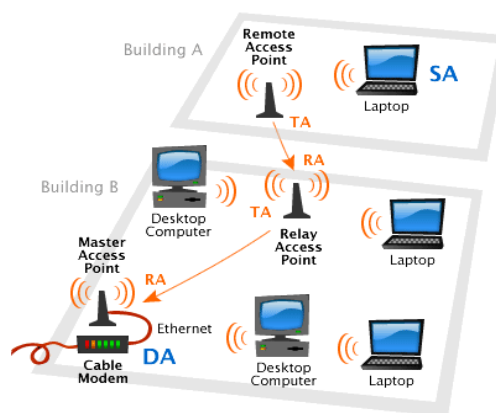 Building A
Remote
Access
Point
SA
Laptop
TA
RA
Building B
TA
Desktop
Computer
Relay
Access
Point
Laptop
Master
Access
Point
RA
Ethernet
Cable
Modem
DA
Desktop
Computer
Laptop